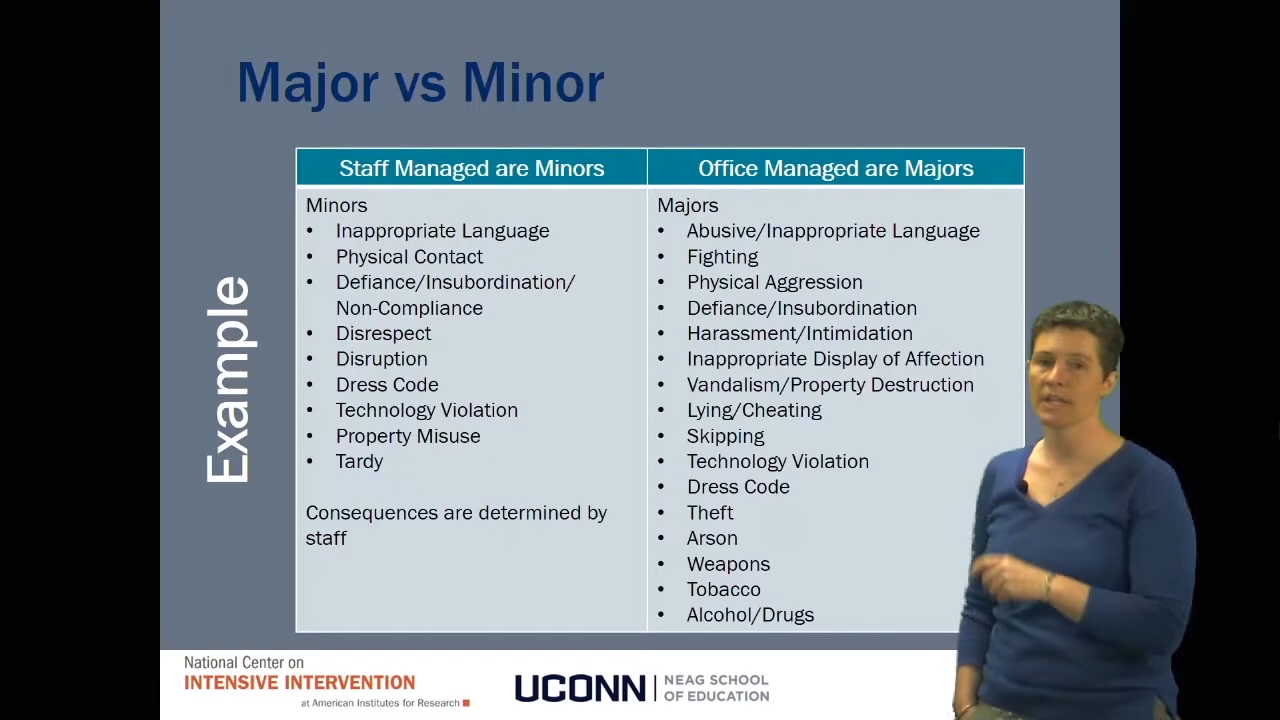 Major vs Minor
Example
Staff Managed are Minors
Minors
• Inappropriate Language
• Physical Contact
• Defiance/Insubordination/
Non-Compliance
• Disrespect
• Disruption
• Dress Code
• Technology Violation
• Property Misuse
• Tardy
Consequences are determined by
staff
Office Managed are Majors
Majors
• Abusive/Inappropriate Language
• Fighting
• Physical Aggression
• Defiance/Insubordination
• Harassment/Intimidation
• Inappropriate Display of Affection
• Vandalism/Property Destruction
• Lying/Cheating
• Skipping
• Technology Violation
• Dress Code
• Theft
• Arson
• Weapons
• Tobacco
• Alcohol/Drugs
National Center on
INTENSIVE INTERVENTION
at American Institutes for Research
UCONN
NEAG SCHOOL
OF EDUCATION